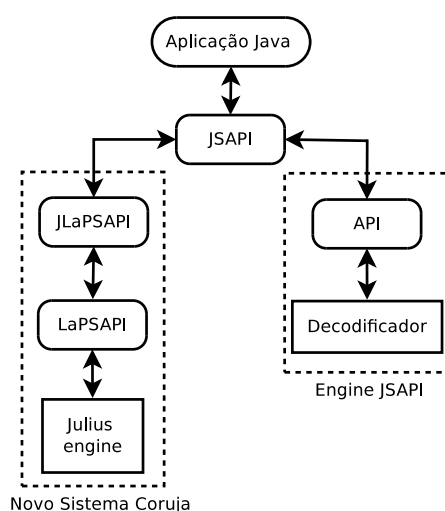 Aplicação Java
JSAPI
JLaPSAPI
API
LaPSAPI
Decodificador
Julius
engine
Engine JSAPI
Novo Sistema Coruja